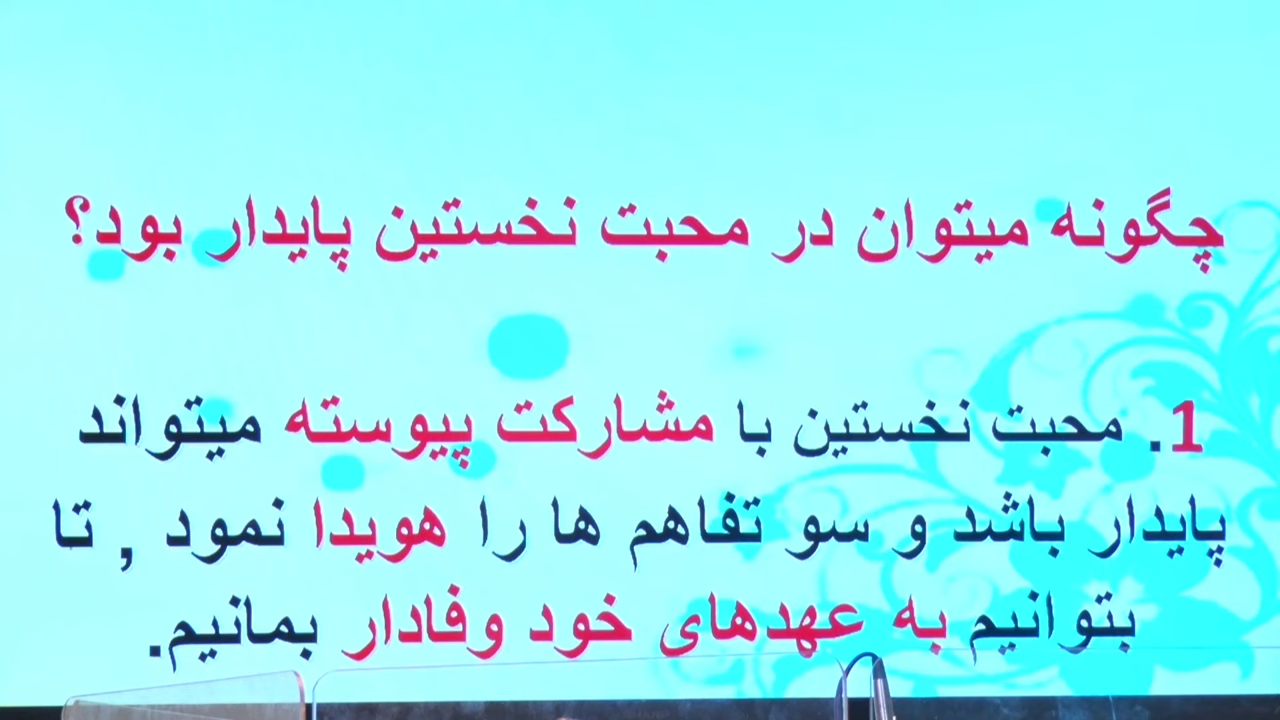 چگونه میتوان در محبت نخستین پایدار بود؟
1. محبت نخستین با مشارکت پیوسته میتواند
پایدار باشد و سو تفاهم ها را هویدا نمود , تا
بتوانیم به عهدهای خود وفادار بمانیم.